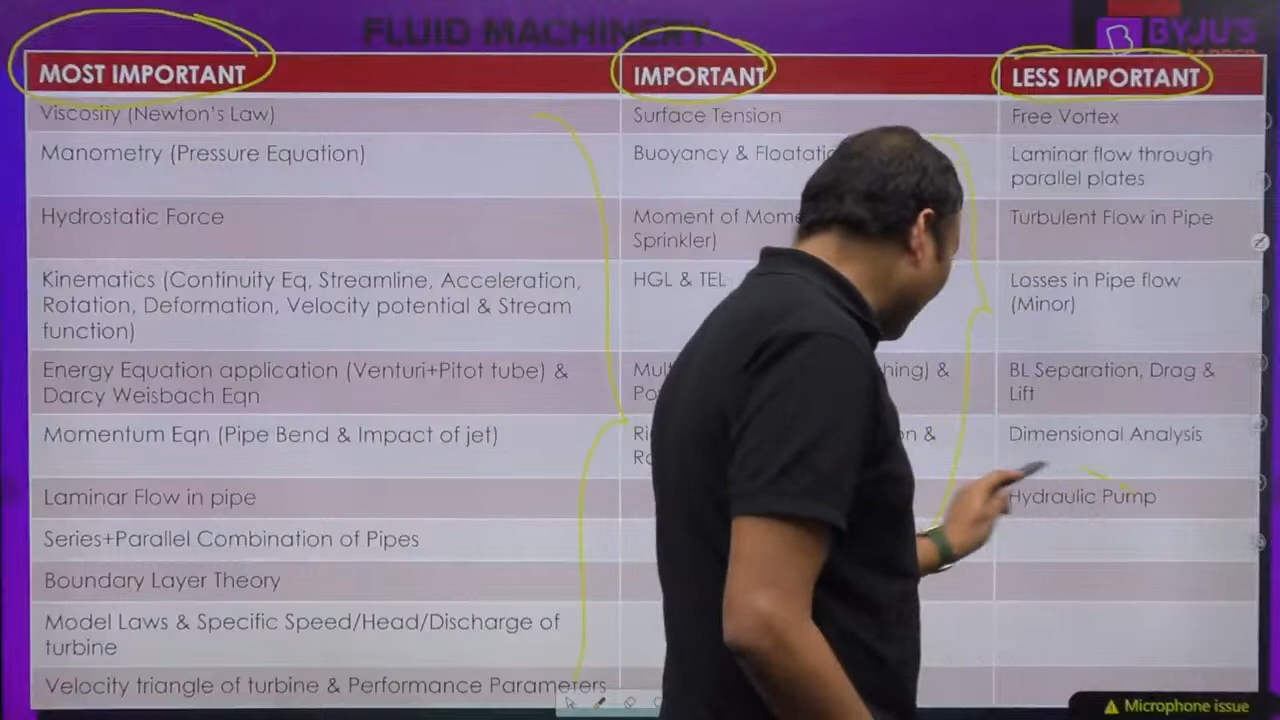 FLUID MACHINERY
BYJU'S
MOST IMPORTANT
IMPORTANT
LESS IMPORTANT
Viscosity (Newton's Law)
Surface Tension
Free Vortex
Manometry (Pressure Equation)
Buoyancy &
Laminar flow through
parallel plates
Hydrostatic Force
Moment of
Sprinkler)
Turbulent Flow in Pipe
Kinematics (Continuity Eq, Streamline, Acceleration,
Rotation, Deformation, Velocity potential & Stream
function)
HGL & TEL
Losses in Pipe flow
(Minor)
Energy Equation application (Venturi+Pitot tube) &
Darcy Weisbach Eqn
&
BL Separation, Drag &
Lift
Momentum Eqn (Pipe Bend & Impact of jet)
&
Dimensional Analysis
Laminar Flow in pipe
Hydraulic Pump
Series+Parallel Combination of Pipes
Boundary Layer Theory
Model Laws & Specific Speed/Head/Discharge of
turbine
Velocity triangle of turbine & Performance Parameters
Microphone issue